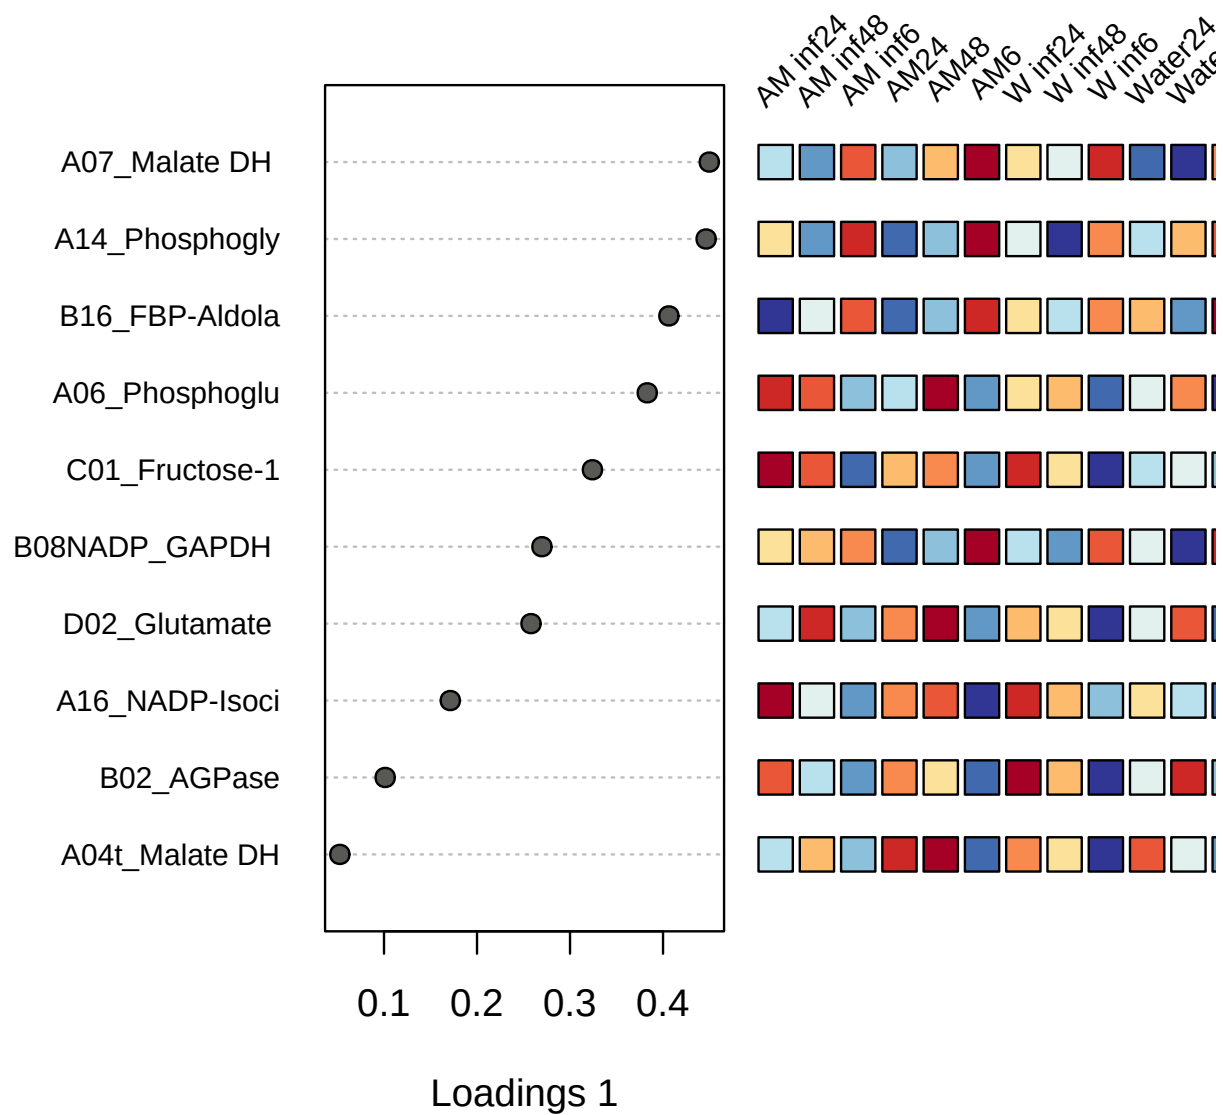 AM inf24
AM inf48
AM inf6
AM24
AM48
AM6
W inf24
W inf48
W inf6
Water24
A07_Malate DH
A14_Phosphogly
B16_FBP-Aldola
A06_Phosphoglu
C01_Fructose-1
B08NADP_GAPDH
D02_Glutamate
A16_NADP-Isoci
B02_AGPase
A04t_Malate DH
0.1 0.2 0.3 0.4
Loadings 1